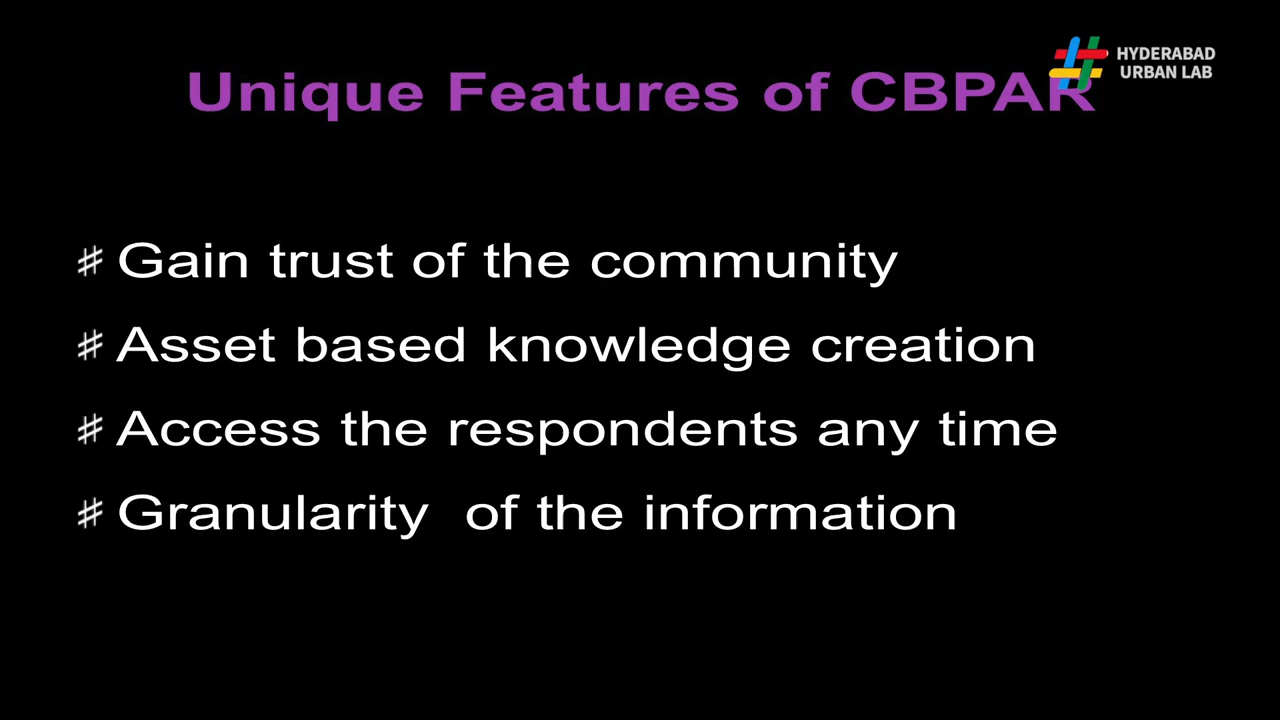 HYDERABAD
URBAN LAB
Unique Features of CBPAR
Gain trust of the community
Asset based knowledge creation
Access the respondents any time
Granularity of the information